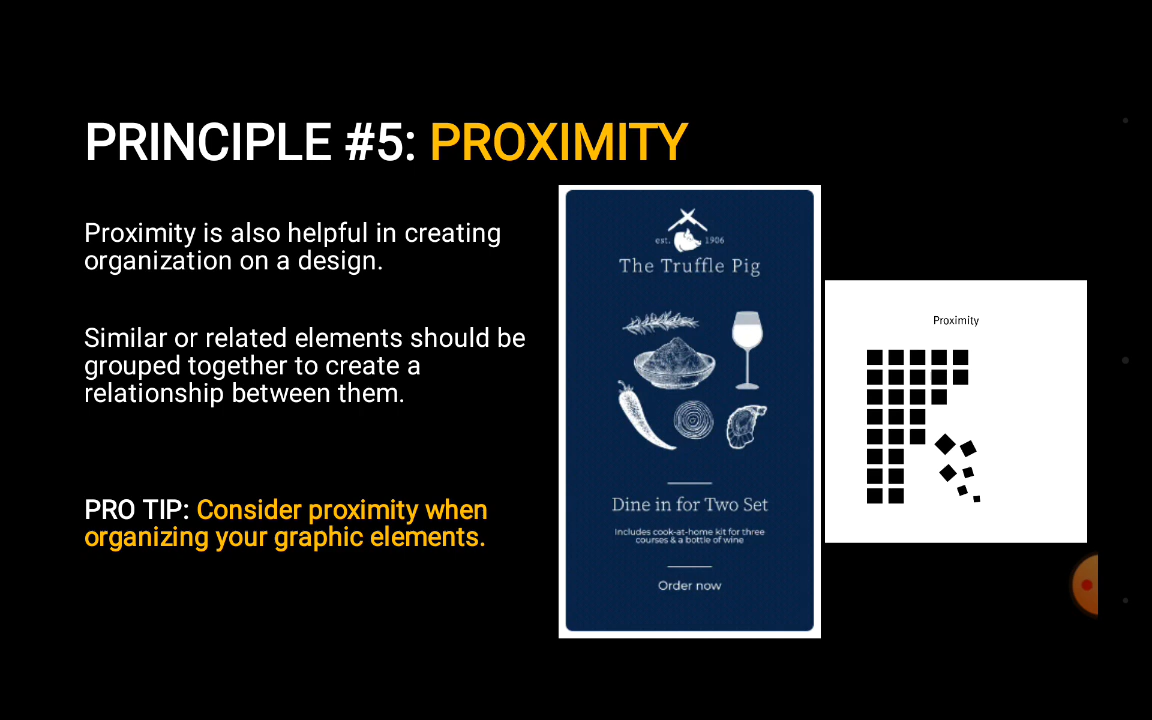 PRINCIPLE #5: PROXIMITY
Proximity is also helpful in creating
organization on a design.
Similar or related elements should be
grouped together to create a
relationship between them.
PRO TIP: Consider proximity when
organizing your graphic elements.
est. 1906
The Truffle Pig
Dine in for Two Set
Includes cook-at-home kit for three
courses & a bottle of wine
Order now
Proximity